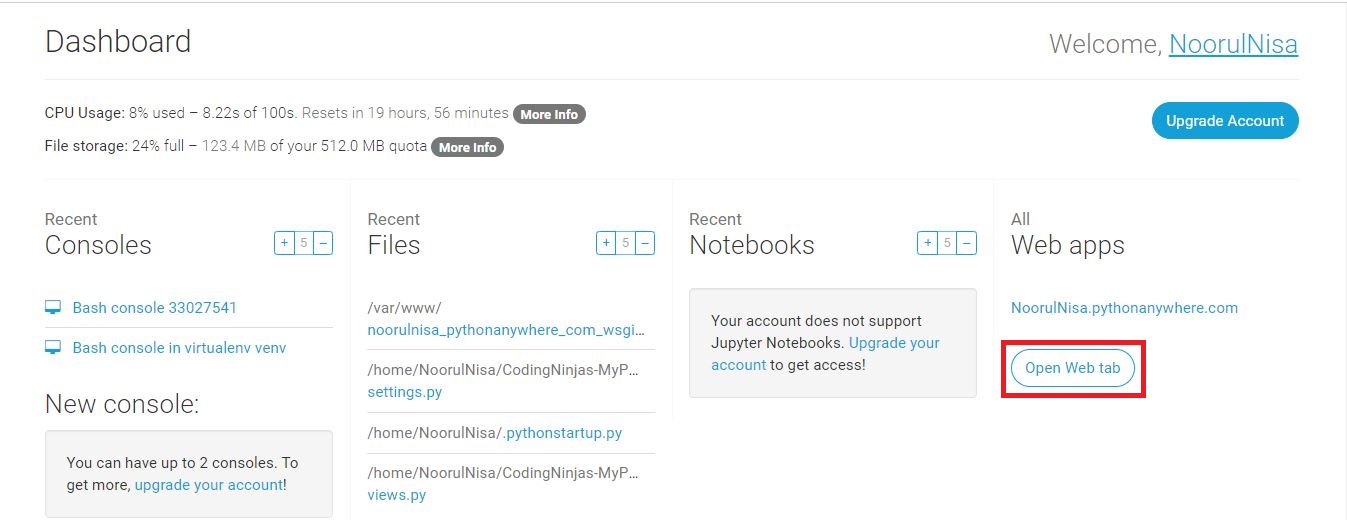 Dashboard
Welcome, NoorulNisa
CPU Usage: 8% used – 8.22s of 100s. Resets in 19 hours, 56 minutes More Info
File storage: 24% full – 123.4 MB of your 512.0 MB quota More Info
Upgrade Account
Recent
Consoles
+ 5 –
Bash console 33027541
Bash console in virtualenv venv
New console:
You can have up to 2 consoles. To
get more, upgrade your account!
Recent
Files
+ 5 –
/var/www/
noorulnisa_pythonanywhere_com_wsgi...
/home/NoorulNisa/CodingNinjas-MyP...
settings.py
/home/NoorulNisa/.pythonstartup.py
/home/NoorulNisa/CodingNinjas-MyP...
views.py
Recent
Notebooks
+ 5 –
Your account does not support
Jupyter Notebooks. Upgrade your
account to get access!
All
Web apps
NoorulNisa.pythonanywhere.com
Open Web tab